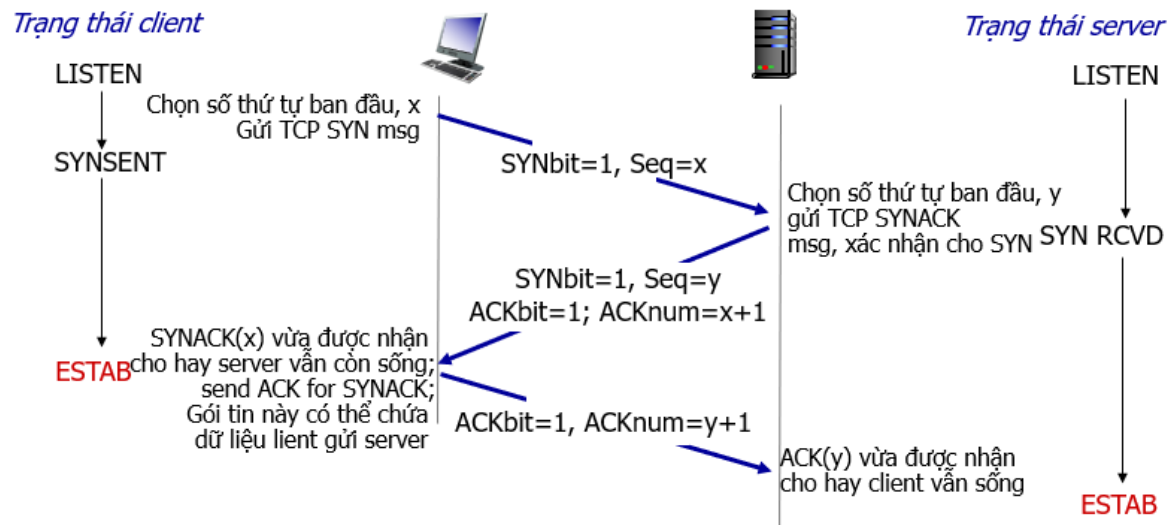 Trạng thái client
Trạng thái server
LISTEN
LISTEN
Chọn số thứ tự ban đầu, x
Gửi TCP SYN msg
SYNSENT
SYNbit=1, Seq=x
Chọn số thứ tự ban đầu, y
gửi TCP SYNACK
msg, xác nhận cho SYN
SYN RCVD
SYNbit=1, Seq=y
ACKbit=1; ACKnum=x+1
SYNACK(x) vừa được nhận
cho hay server vẫn còn sống;
send ACK for SYNACK;
Gói tin này có thể chứa
dữ liệu lient gửi server
ESTAB
ACKbit=1, ACKnum=y+1
ACK(y) vừa được nhận
cho hay client vẫn sống
ESTAB